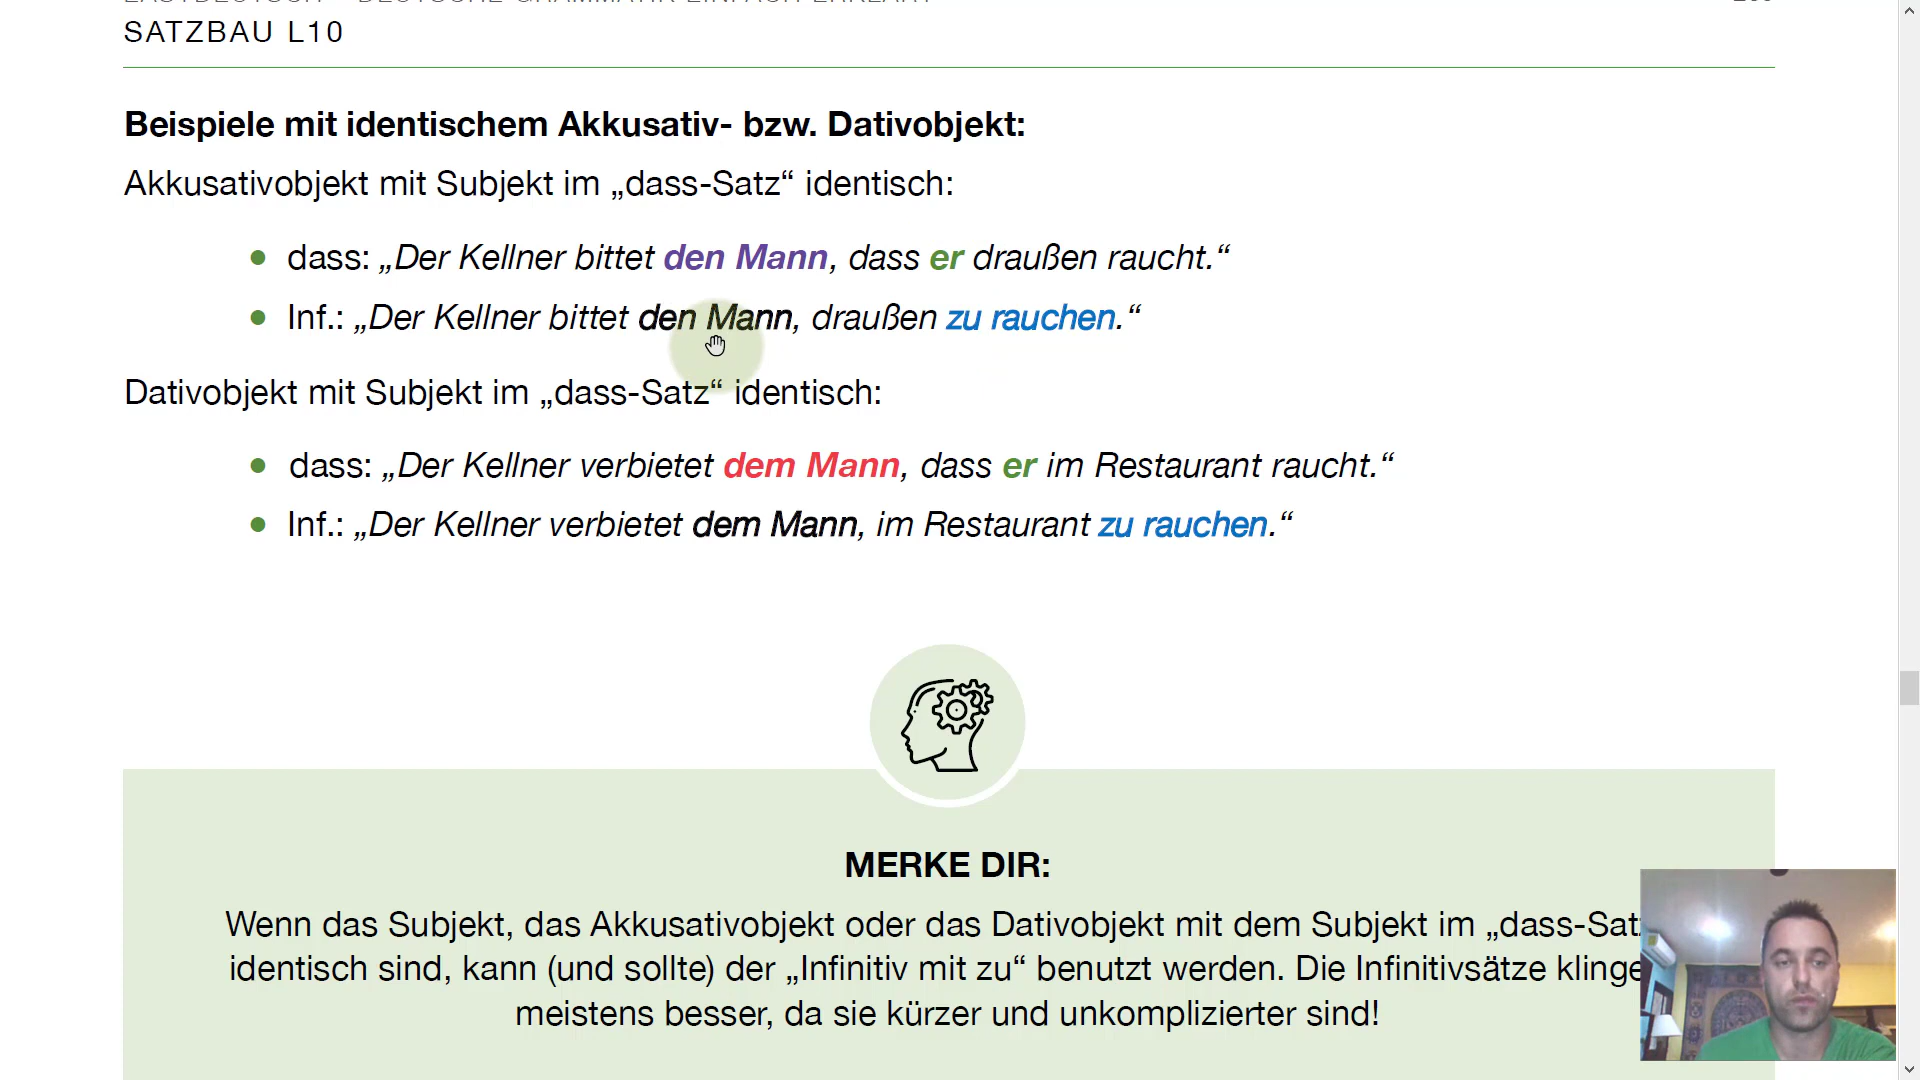 SATZBAU L10
Beispiele mit identischem Akkusativ- bzw. Dativobjekt:
Akkusativobjekt mit Subjekt im „dass-Satz“ identisch:
• dass: „Der Kellner bittet den Mann, dass er draußen raucht.“
• Inf.: „Der Kellner bittet den Mann, draußen zu rauchen.“
Dativobjekt mit Subjekt im „dass-Satz“ identisch:
• dass: „Der Kellner verbietet dem Mann, dass er im Restaurant raucht.“
• Inf.: „Der Kellner verbietet dem Mann, im Restaurant zu rauchen.“
MERKE DIR:
Wenn das Subjekt, das Akkusativobjekt oder das Dativobjekt mit dem Subjekt im „dass-Sat
identisch sind, kann (und sollte) der „Infinitiv mit zu“ benutzt werden. Die Infinitivsätze klinge
meistens besser, da sie kürzer und unkomplizierter sind!